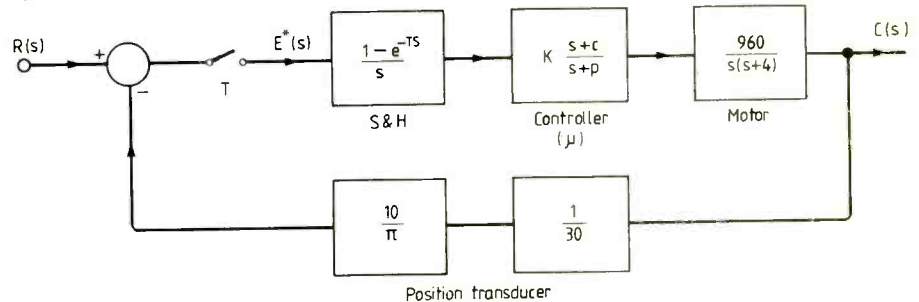 R(s)
+
−
T
E*(s)
1 − e^-TS
s
S & H
K s+c
s+p
Controller
(μ)
960
s(s+4)
Motor
C(s)
10
π
1
30
Position transducer